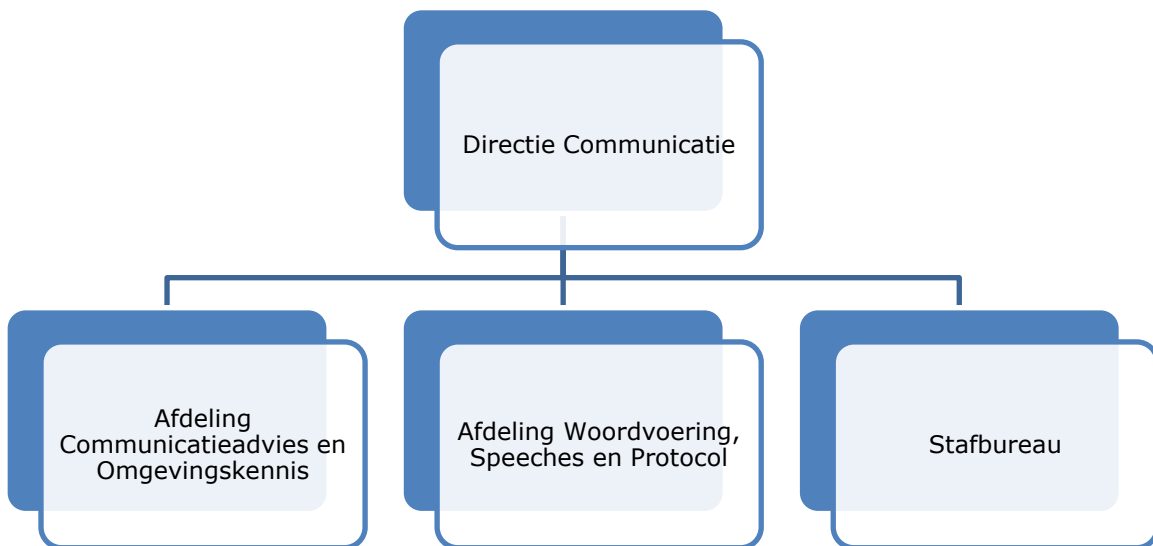 Directie Communicatie
Afdeling
Communicatieadvies en
Omgevingskennis
Afdeling Woordvoering,
Speeches en Protocol
Stafbureau